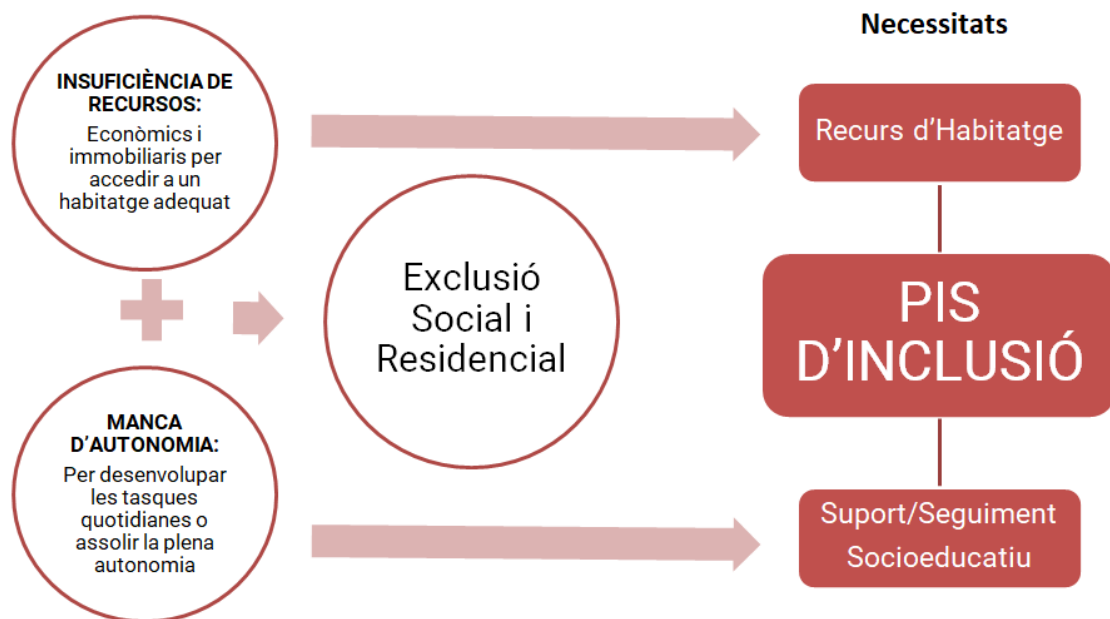 Necessitats
INSUFICIÈNCIA DE
RECURSOS:
Econòmics i
immobiliaris per
accedir a un
habitatge adequat
Recurs d'Habitatge
Exclusió
Social i
Residencial
PIS
D'INCLUSIÓ
MANCA
D'AUTONOMIA:
Per desenvolupar
les tasques
quotidianes o
assolir la plena
autonomia
Suport/Seguiment
Socioeducatiu